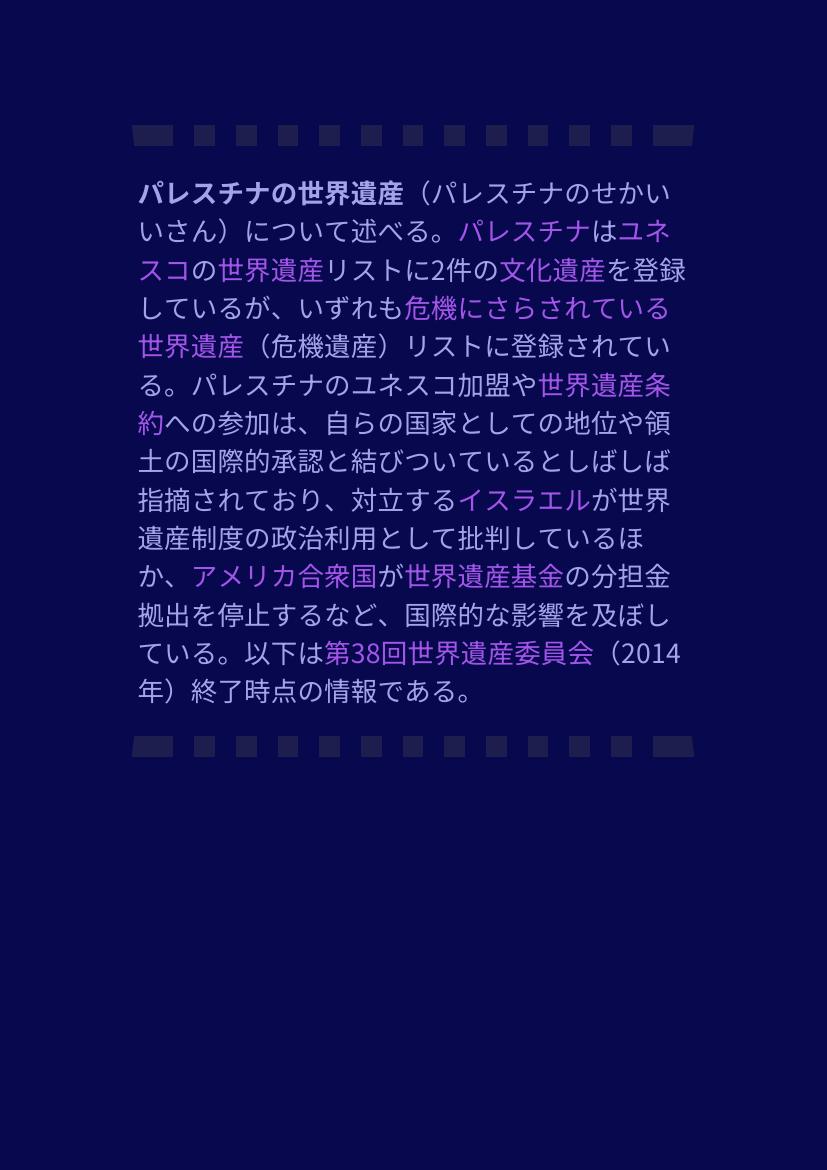 パレスチナの世界遺産（パレスチナのせかい
いさん）について述べる。パレスチナはユネ
スコの世界遺産リストに2件の文化遺産を登録
しているが、いずれも危機にさらされている
世界遺産（危機遺産）リストに登録されてい
る。パレスチナのユネスコ加盟や世界遺産条
約への参加は、自らの国家としての地位や領
土の国際的承認と結びついているとしばしば
指摘されており、対立するイスラエルが世界
遺産制度の政治利用として批判しているほ
か、アメリカ合衆国が世界遺産基金の分担金
拠出を停止するなど、国際的な影響を及ぼし
ている。以下は第38回世界遺産委員会（2014
年）終了時点の情報である。